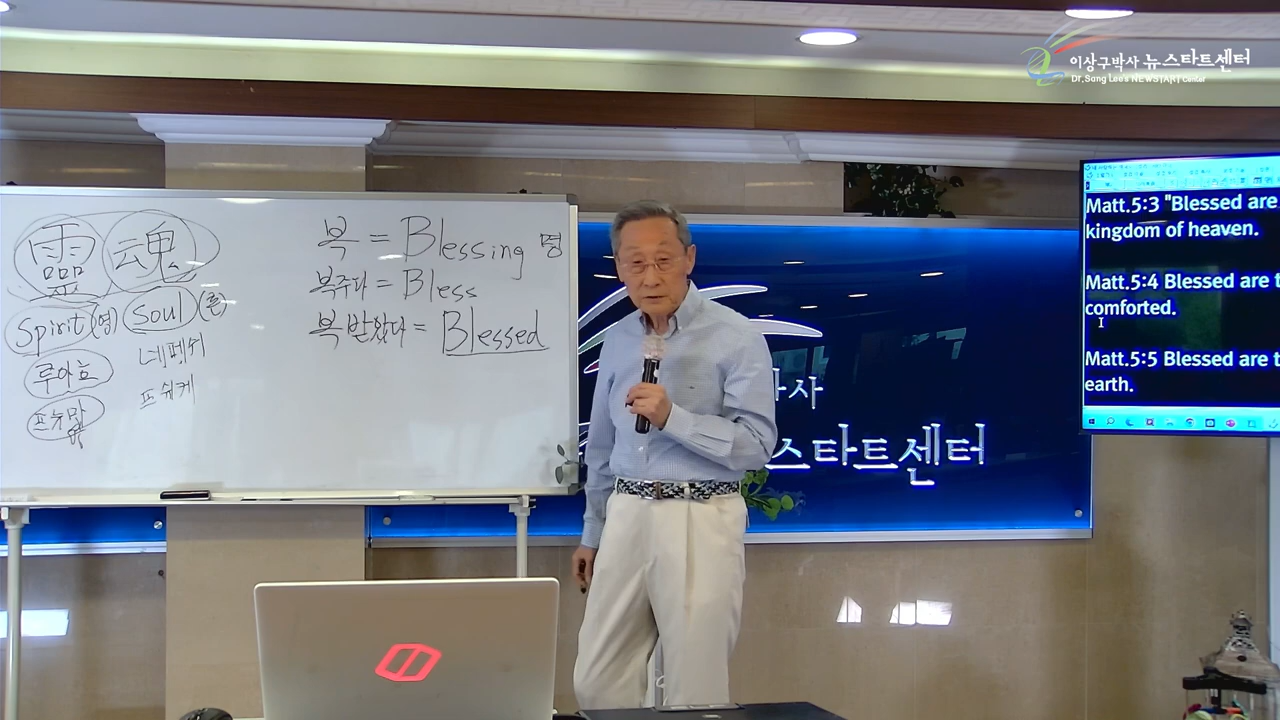 이상구박사 뉴스타트센터
Dr.Sang Lee's NEWSTART Center
靈 魂
Spirit (영) Soul (혼)
루아흐 네페쉬
프뉴마 프쉬케
복 = Blessing 명
복주다 = Bless
복 받았다 = Blessed
박사
스타트센터
Matt.5:3 "Blessed are
kingdom of heaven.
Matt.5:4 Blessed are t
comforted.
Matt.5:5 Blessed are t
earth.